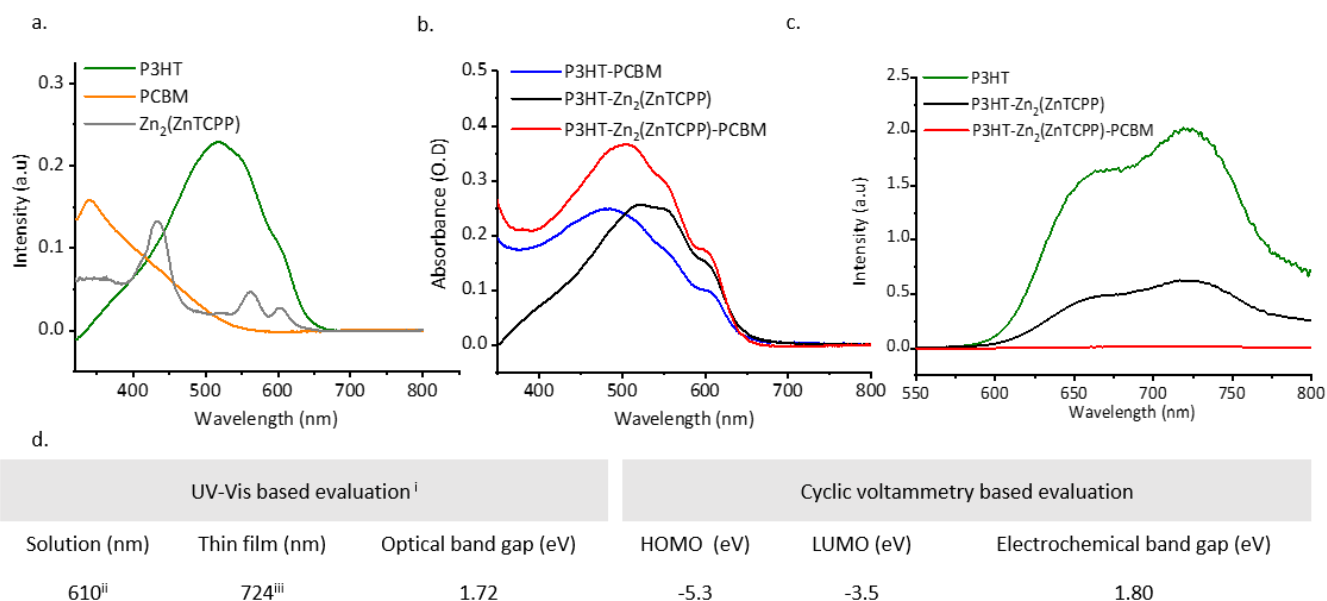 a.
0.3
0.2
0.1
0.0
Intensity (a.u)
P3HT
PCBM
Zn₂(ZnTCPP)
400 500 600 700 800
Wavelength (nm)
b.
0.5
0.4
0.3
0.2
0.1
0.0
Absorbance (O.D)
P3HT-PCBM
P3HT-Zn₂(ZnTCPP)
P3HT-Zn₂(ZnTCPP)-PCBM
400 500 600 700 800
Wavelength (nm)
c.
2.5
2.0
1.5
1.0
0.5
0.0
Intensity (a.u)
P3HT
P3HT-Zn₂(ZnTCPP)
P3HT-Zn₂(ZnTCPP)-PCBM
550 600 650 700 750 800
Wavelength (nm)
d.
UV-Vis based evaluation ⁱ Cyclic voltammetry based evaluation
Solution (nm) Thin film (nm) Optical band gap (eV) HOMO (eV) LUMO (eV) Electrochemical band gap (eV)
610ⁱⁱ 724ⁱⁱⁱ 1.72 -5.3 -3.5 1.80